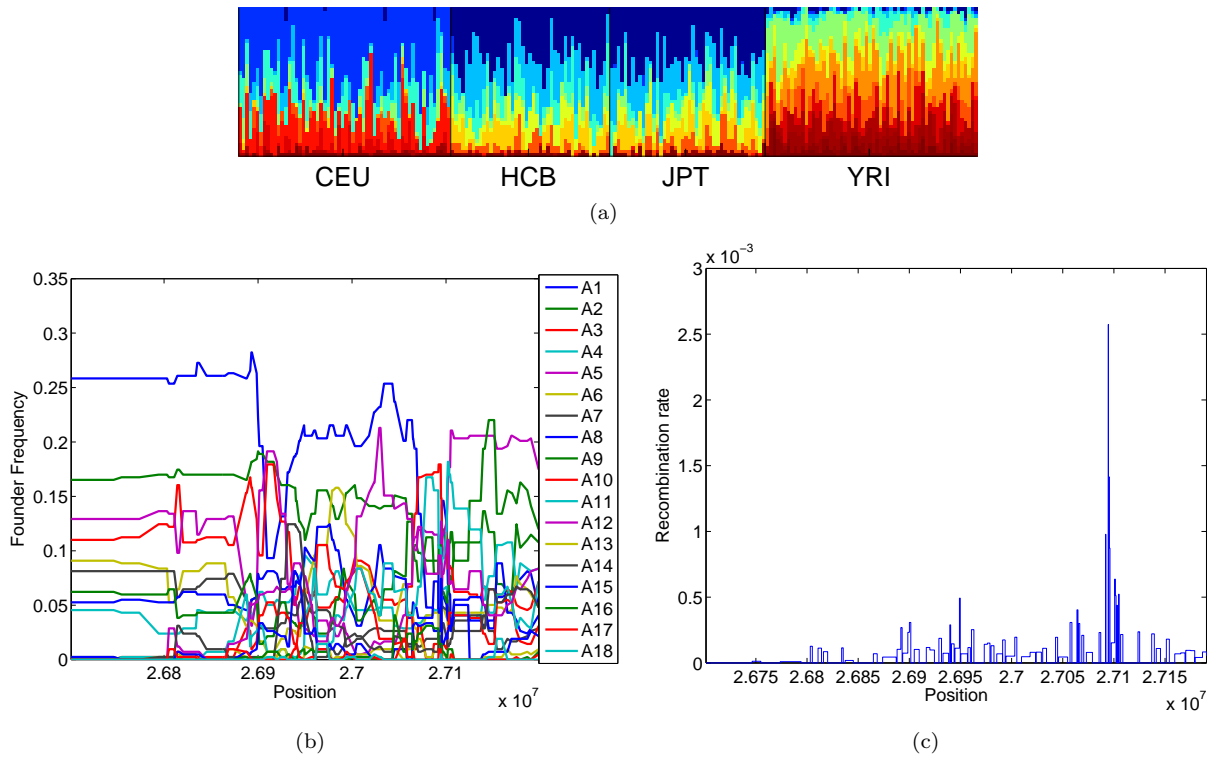 CEU HCB JPT YRI
(a)
0.35
0.3
0.25
0.2
0.15
0.1
0.05
0
Founder Frequency
2.68 2.69 2.7 2.71
Position
x 10^7
A1
A2
A3
A4
A5
A6
A7
A8
A9
A10
A11
A12
A13
A14
A15
A16
A17
A18
(b)
x 10^-3
3
2.5
2
1.5
1
0.5
0
Recombination rate
2.675 2.68 2.685 2.69 2.695 2.7 2.705 2.71 2.715
Position
x 10^7
(c)